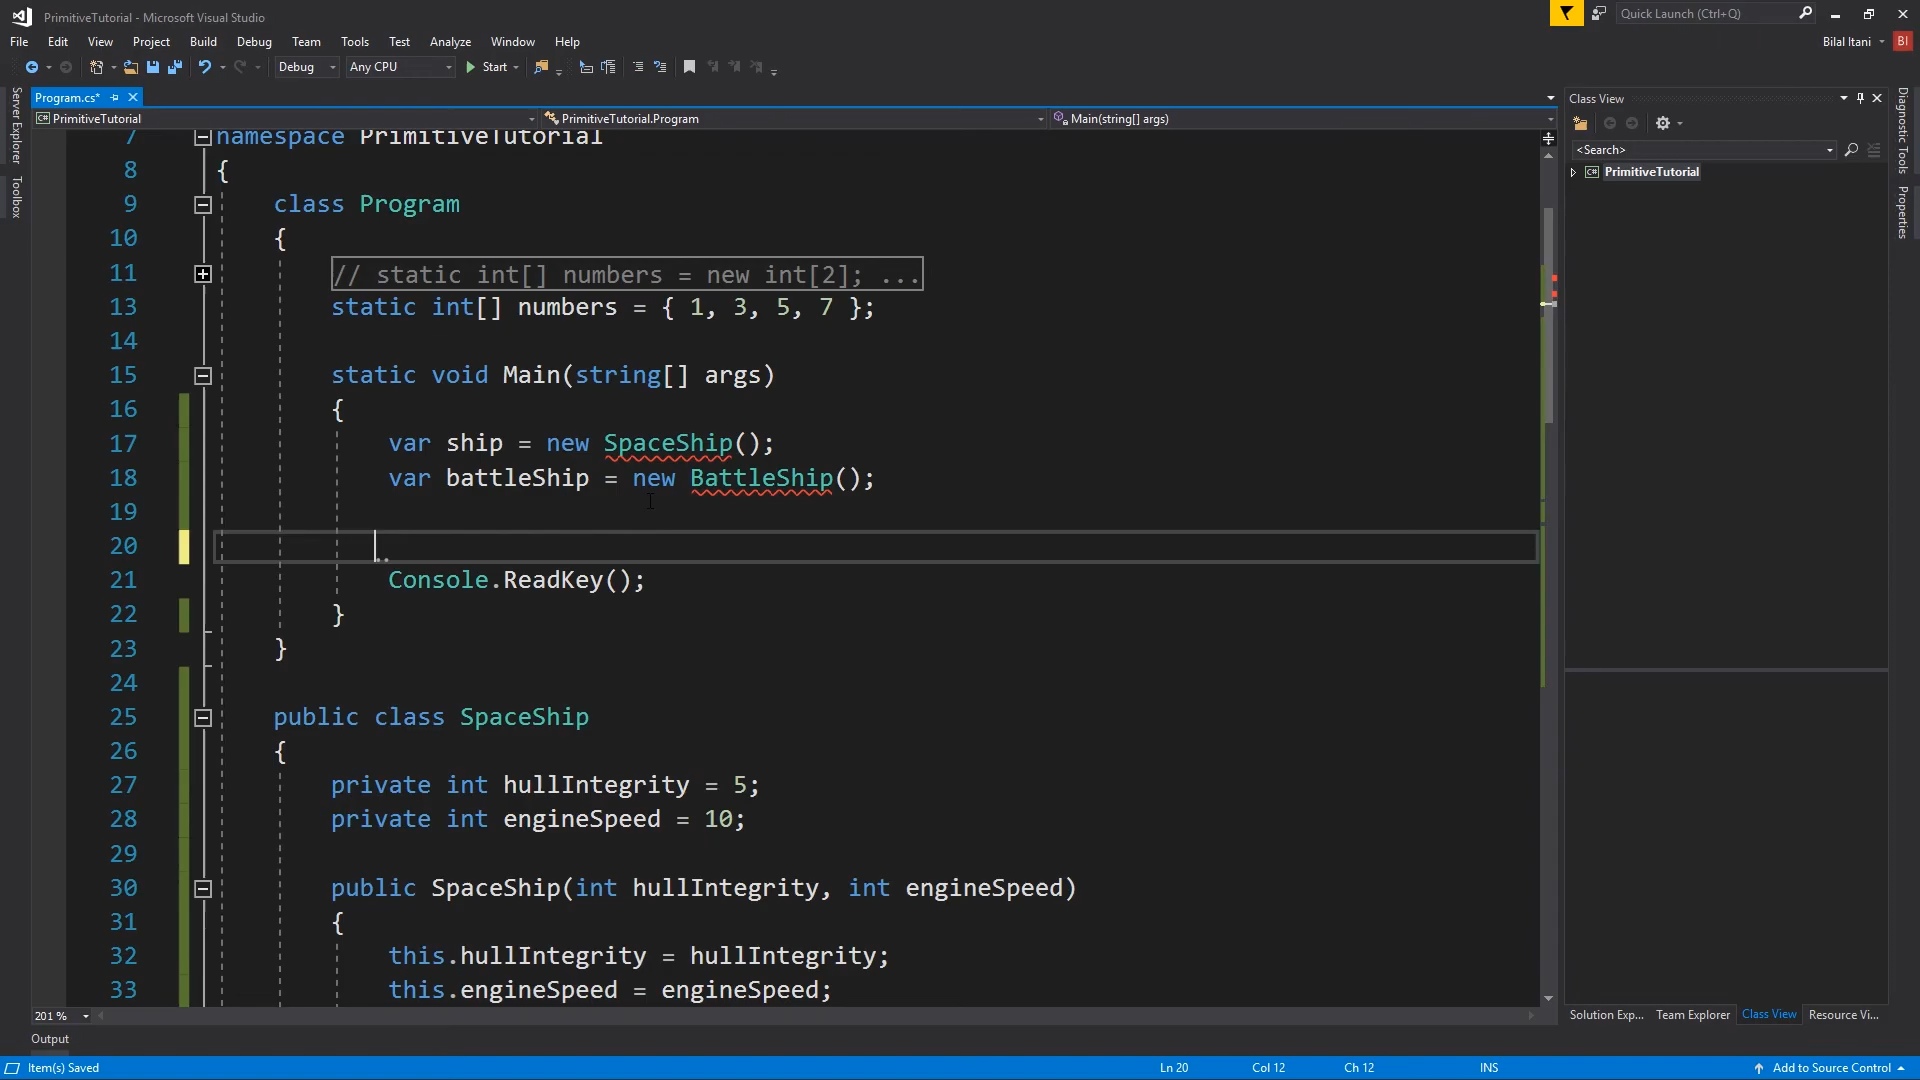 PrimitiveTutorial - Microsoft Visual Studio
Quick Launch (Ctrl+Q)
File Edit View Project Build Debug Team Tools Test Analyze Window Help
Bilal Itani
BI
Debug
Any CPU
Start
Server Explorer
Toolbox
Program.cs*
PrimitiveTutorial
PrimitiveTutorial.Program
Main(string[] args)
7 namespace PrimitiveTutorial
8 {
9 class Program
10 {
11 // static int[] numbers = new int[2]; ...
13 static int[] numbers = { 1, 3, 5, 7 };
14
15 static void Main(string[] args)
16 {
17 var ship = new SpaceShip();
18 var battleShip = new BattleShip();
19
20
21 Console.ReadKey();
22 }
23 }
24
25 public class SpaceShip
26 {
27 private int hullIntegrity = 5;
28 private int engineSpeed = 10;
29
30 public SpaceShip(int hullIntegrity, int engineSpeed)
31 {
32 this.hullIntegrity = hullIntegrity;
33 this.engineSpeed = engineSpeed;
201 %
Class View
<Search>
PrimitiveTutorial
Diagnostic Tools
Properties
Solution Exp... Team Explorer Class View Resource Vi...
Output
Item(s) Saved
Ln 20
Col 12
Ch 12
INS
Add to Source Control